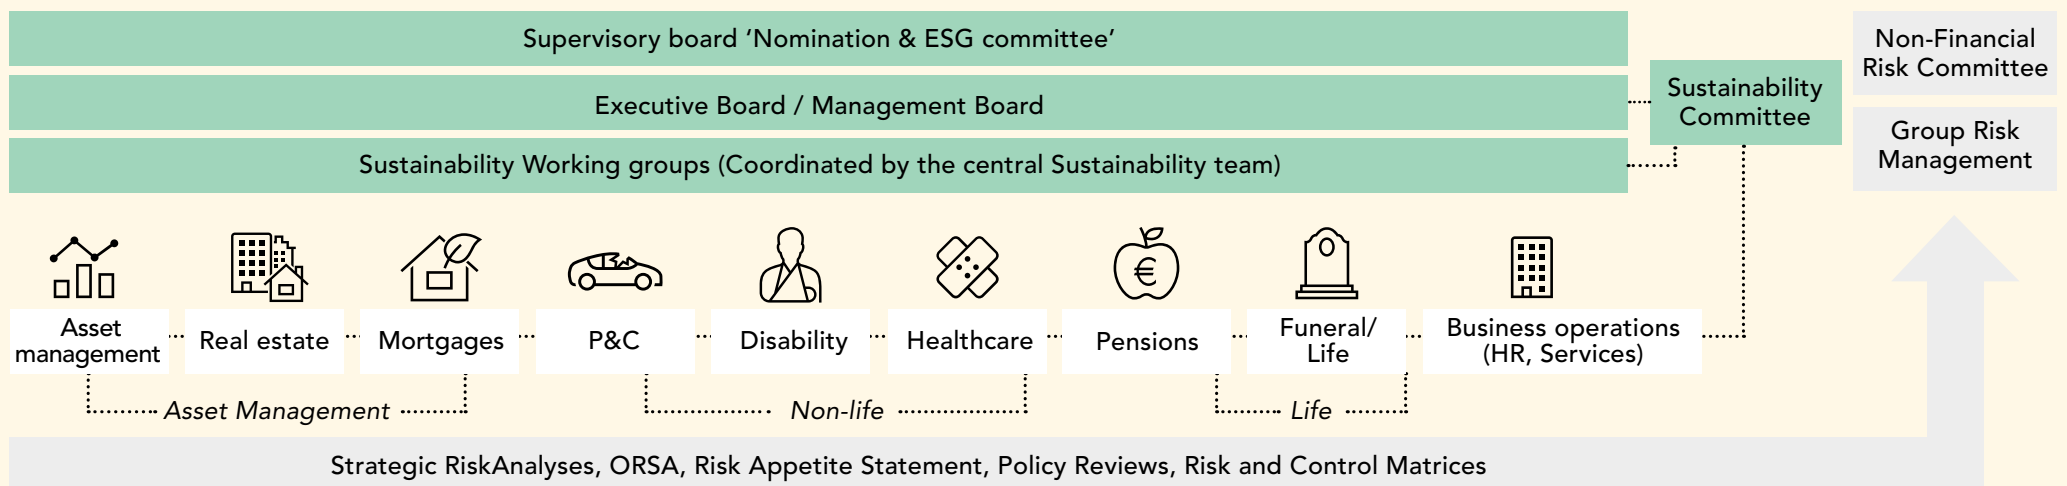 Supervisory board ‘Nomination & ESG committee’
Executive Board / Management Board
Sustainability Working groups (Coordinated by the central Sustainability team)
Sustainability
Committee
Non-Financial
Risk Committee
Group Risk
Management
€
Asset
management
Real estate
Mortgages
P&C
Disability
Healthcare
Pensions
Funeral/
Life
Business operations
(HR, Services)
Asset Management
Non-life
Life
Strategic RiskAnalyses, ORSA, Risk Appetite Statement, Policy Reviews, Risk and Control Matrices